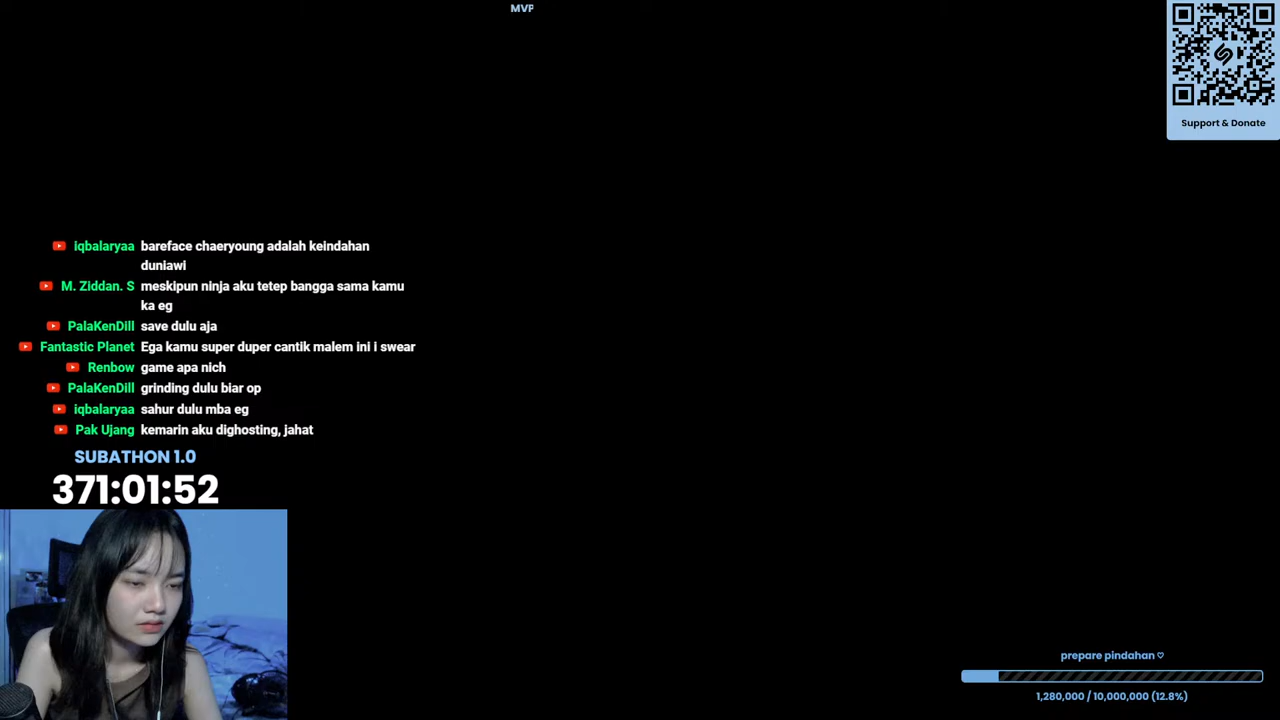 MVP
Support & Donate
iqbalaryaa bareface chaeryoung adalah keindahan
duniawi
M. Ziddan. S meskipun ninja aku tetep bangga sama kamu
ka eg
PalaKenDill save dulu aja
Fantastic Planet Ega kamu super duper cantik malem ini i swear
Renbow game apa nich
PalaKenDill grinding dulu biar op
iqbalaryaa sahur dulu mba eg
Pak Ujang kemarin aku dighosting, jahat
SUBATHON 1.0
371:01:52
prepare pindahan ♡
1,280,000 / 10,000,000 (12.8%)